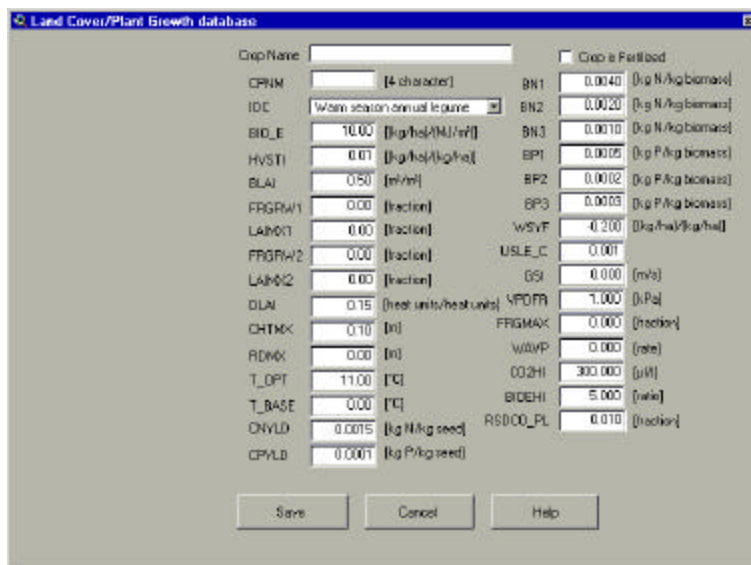 Land Cover/Plant Growth database
Crop Name
Crop is Fertilized
CPNM [4 character]
IDC Warm season annual legume
BIO_E 10.00 [(kg/ha)/(MJ/m²)]
HVSTI 0.01 [(kg/ha)/(kg/ha)]
BLAI 0.50 [m²/m²]
FRGRW1 0.00 [fraction]
LAIMX1 0.00 [fraction]
FRGRW2 0.00 [fraction]
LAIMX2 0.00 [fraction]
DLAI 0.15 [heat units/heat units]
CHTMX 0.10 [m]
RDMX 0.00 [m]
T_OPT 11.00 [°C]
T_BASE 0.00 [°C]
CNYLD 0.0015 [kg N/kg seed]
CPYLD 0.0001 [kg P/kg seed]
BN1 0.0040 [kg N/kg biomass]
BN2 0.0020 [kg N/kg biomass]
BN3 0.0010 [kg N/kg biomass]
BP1 0.0005 [kg P/kg biomass]
BP2 0.0002 [kg P/kg biomass]
BP3 0.0003 [kg P/kg biomass]
WSYF -0.200 [(kg/ha)/(kg/ha)]
USLE_C 0.001
GSI 0.000 [m/s]
VPDFR 1.000 [kPa]
FRGMAX 0.000 [fraction]
WAVP 0.000 [rate]
CO2HI 300.000 [µl/l]
BIOEHI 5.000 [ratio]
RSDCO_PL 0.010 [fraction]
Save Cancel Help